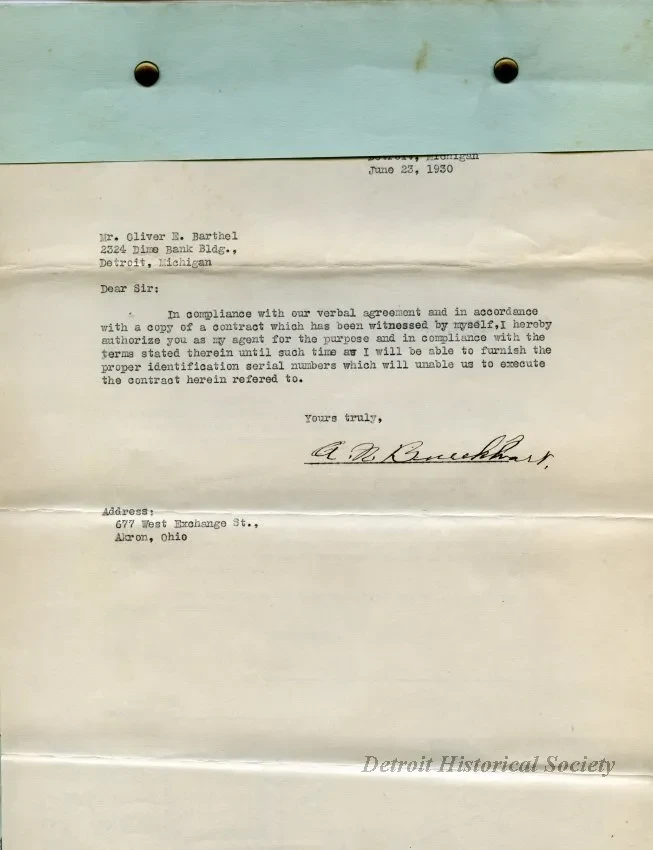 Detroit, Michigan
June 23, 1930
Mr. Oliver E. Barthel
2324 Dime Bank Bldg.,
Detroit, Michigan
Dear Sir:
In compliance with our verbal agreement and in accordance
with a copy of a contract which has been witnessed by myself,I hereby
authorize you as my agent for the purpose and in compliance with the
terms stated therein until such time aw I will be able to furnish the
proper identification serial numbers which will unable us to execute
the contract herein refered to.
Yours truly,
A. N.
Address:
677 West Exchange St.,
Akron, Ohio
Detroit Historical Society